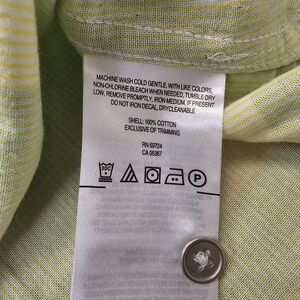 MACHINE WASH COLD GENTLE, WITH LIKE COLORS,
NON-CHLORINE BLEACH WHEN NEEDED, TUMBLE DRY
LOW, REMOVE PROMPTLY, IRON MEDIUM. IF PRESENT
DO NOT IRON DECAL, DRYCLEANABLE
SHELL: 100% COTTON
EXCLUSIVE OF TRIMMING
RN 59724
CA 05367
P